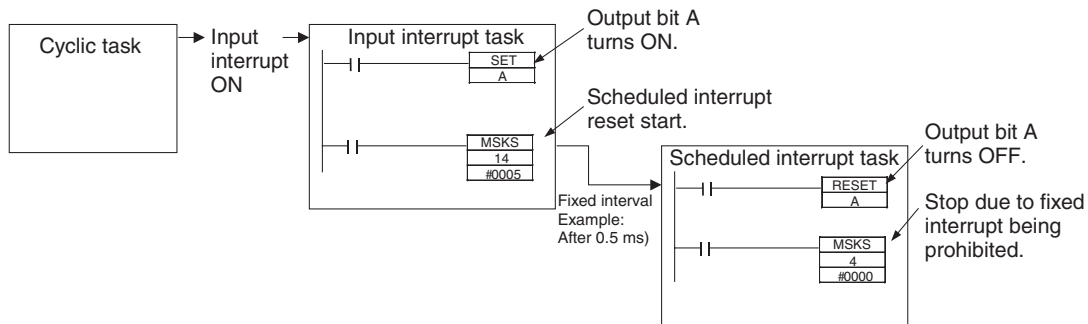 Cyclic task
Input
interrupt
ON
Input interrupt task
SET
A
Output bit A
turns ON.
MSKS
14
#0005
Scheduled interrupt
reset start.
Fixed interval
Example:
After 0.5 ms)
Scheduled interrupt task
RESET
A
Output bit A
turns OFF.
MSKS
4
#0000
Stop due to fixed
interrupt being
prohibited.